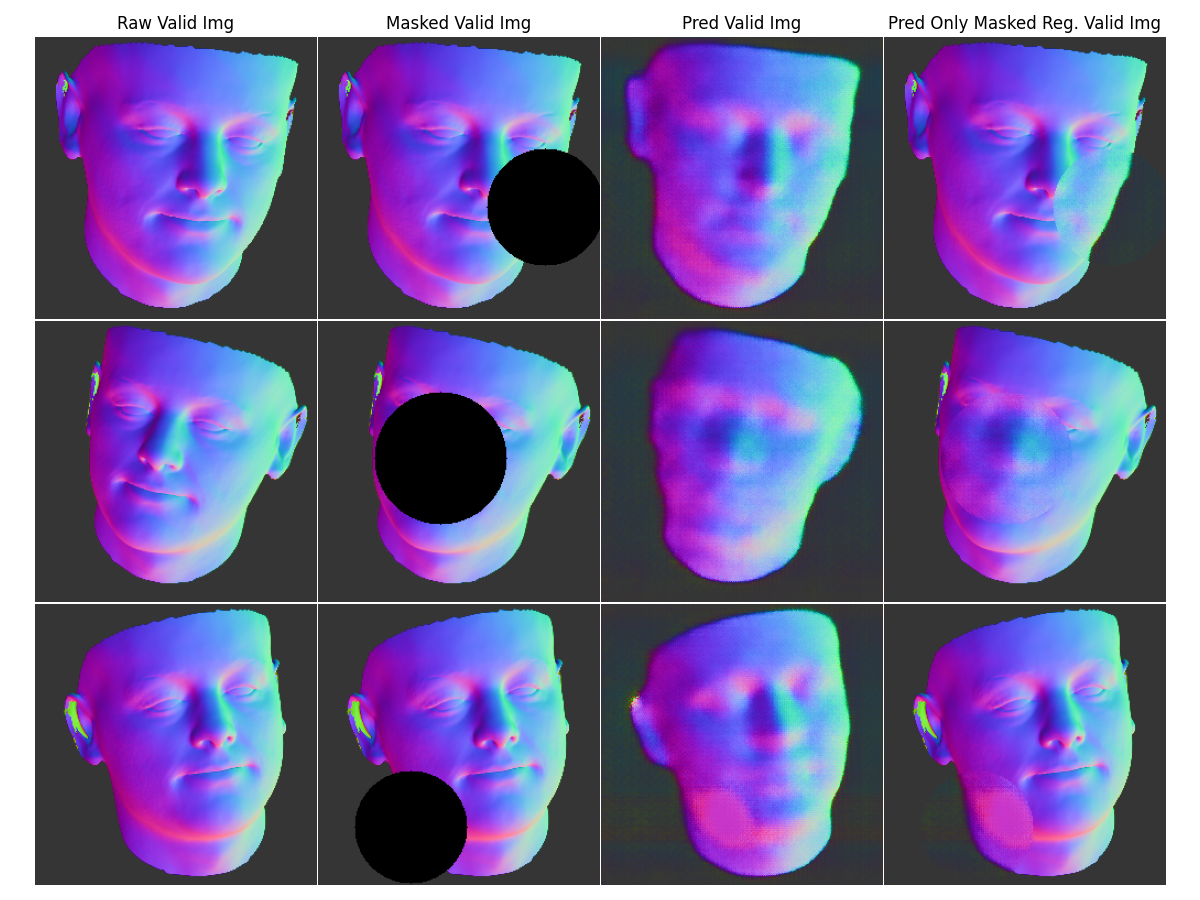 Raw Valid Img
Masked Valid Img
Pred Valid Img
Pred Only Masked Reg. Valid Img